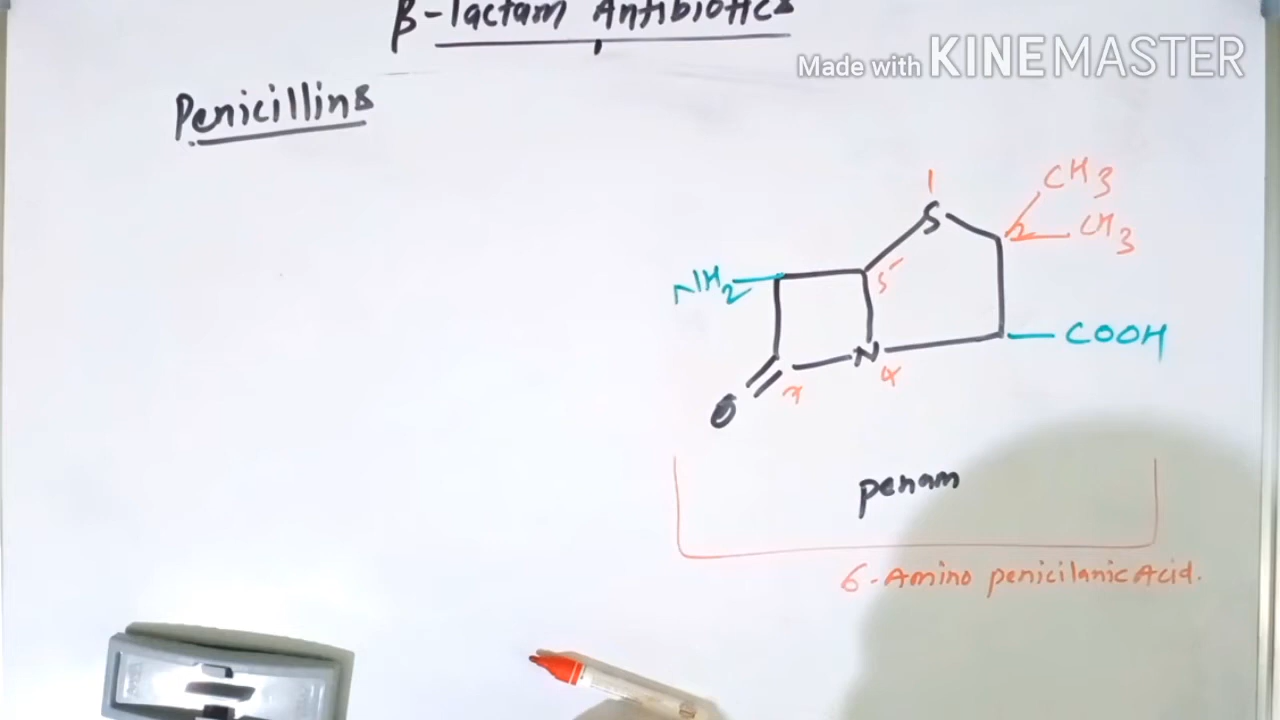 β-lactam Antibiotics
Made with KINEMASTER
Penicillins
1
CH3
S
2
CH3
NH2
5
COOH
N
4
7
O
penam
6-Amino penicilanic Acid.